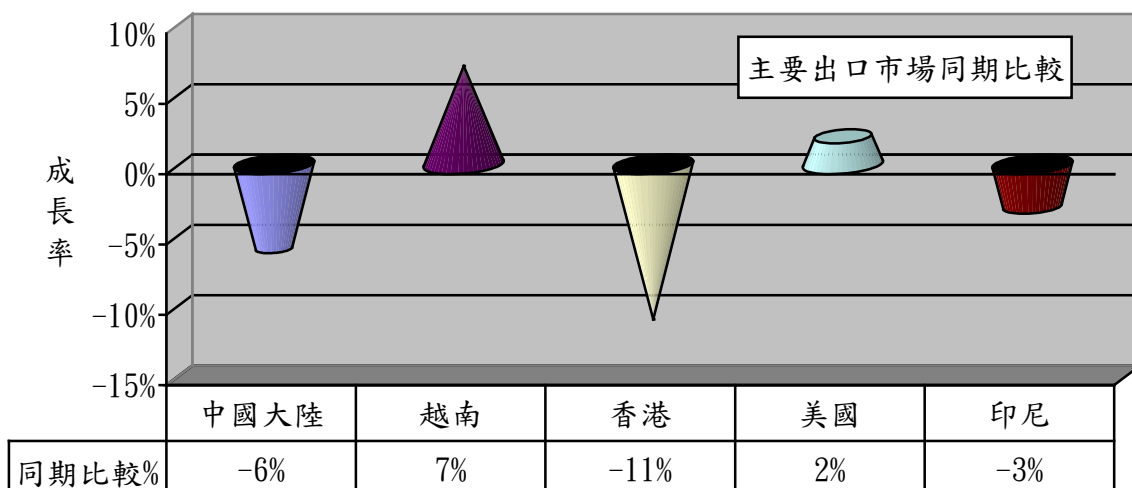 主要出口市場同期比較
成長率
10%
5%
0%
-5%
-10%
-15%
中國大陸 越南 香港 美國 印尼
同期比較% -6% 7% -11% 2% -3%